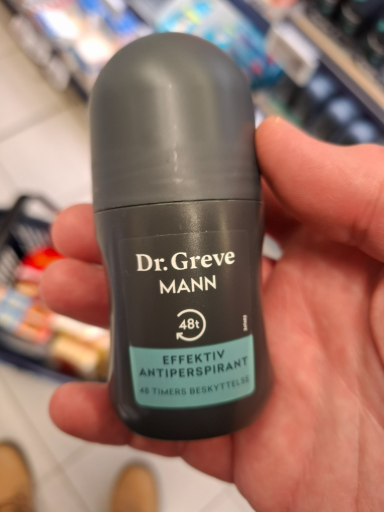 Dr. Greve
MANN
48t
EFFEKTIV
ANTIPERSPIRANT
48 TIMERS BESKYTTELSE